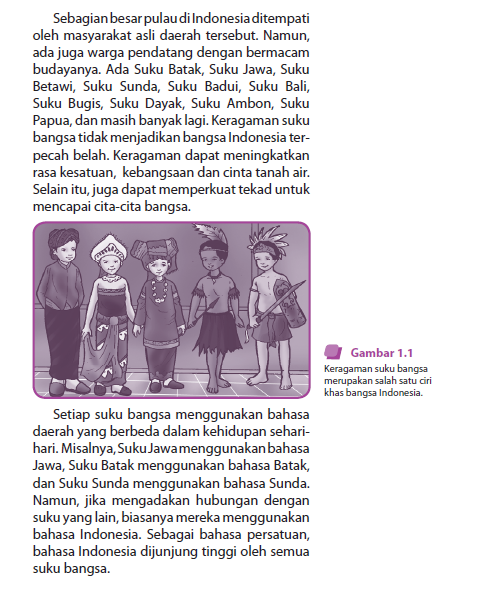 Sebagian besar pulau di Indonesia ditempati
oleh masyarakat asli daerah tersebut. Namun,
ada juga warga pendatang dengan bermacam
budayanya. Ada Suku Batak, Suku Jawa, Suku
Betawi, Suku Sunda, Suku Badui, Suku Bali,
Suku Bugis, Suku Dayak, Suku Ambon, Suku
Papua, dan masih banyak lagi. Keragaman suku
bangsa tidak menjadikan bangsa Indonesia ter-
pecah belah. Keragaman dapat meningkatkan
rasa kesatuan, kebangsaan dan cinta tanah air.
Selain itu, juga dapat memperkuat tekad untuk
mencapai cita-cita bangsa.
Gambar 1.1
Keragaman suku bangsa
merupakan salah satu ciri
khas bangsa Indonesia.
Setiap suku bangsa menggunakan bahasa
daerah yang berbeda dalam kehidupan sehari-
hari. Misalnya, Suku Jawa menggunakan bahasa
Jawa, Suku Batak menggunakan bahasa Batak,
dan Suku Sunda menggunakan bahasa Sunda.
Namun, jika mengadakan hubungan dengan
suku yang lain, biasanya mereka menggunakan
bahasa Indonesia. Sebagai bahasa persatuan,
bahasa Indonesia dijunjung tinggi oleh semua
suku bangsa.